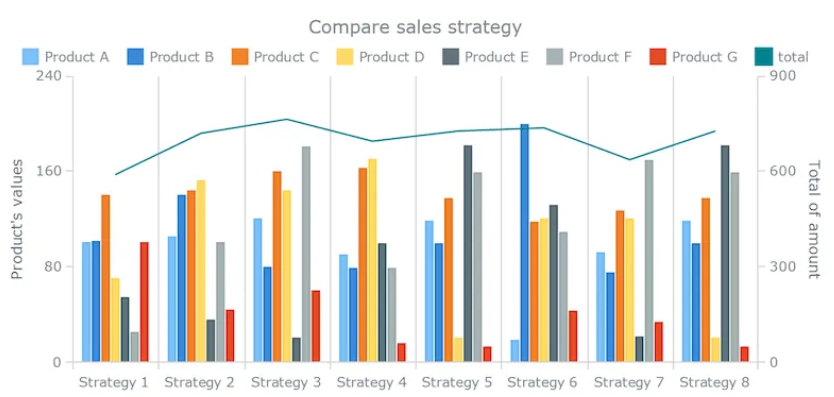 Compare sales strategy
Product A Product B Product C Product D Product E Product F Product G total
240 900
160 600
80 300
0 0
Product's values
Total of amount
Strategy 1 Strategy 2 Strategy 3 Strategy 4 Strategy 5 Strategy 6 Strategy 7 Strategy 8